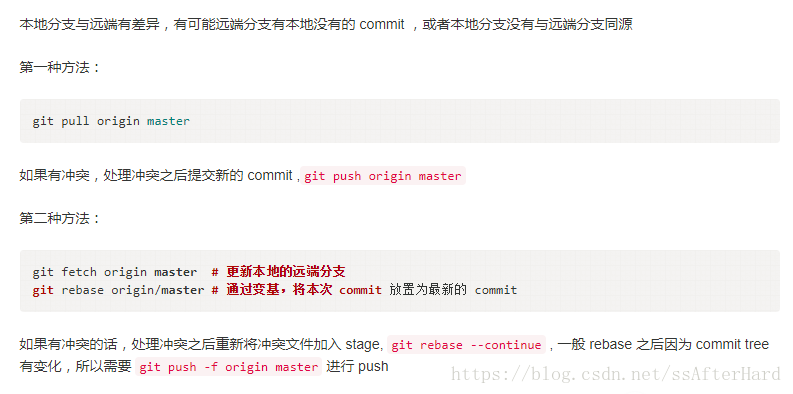 本地分支与远端有差异，有可能远端分支有本地没有的 commit ，或者本地分支没有与远端分支同源
第一种方法：
git pull origin master
如果有冲突，处理冲突之后提交新的 commit , git push origin master
第二种方法：
git fetch origin master  # 更新本地的远端分支
git rebase origin/master # 通过变基，将本次 commit 放置为最新的 commit
如果有冲突的话，处理冲突之后重新将冲突文件加入 stage, git rebase --continue , 一般 rebase 之后因为 commit tree
有变化，所以需要 git push -f origin master 进行 push
https://blog.csdn.net/ssAfterHard